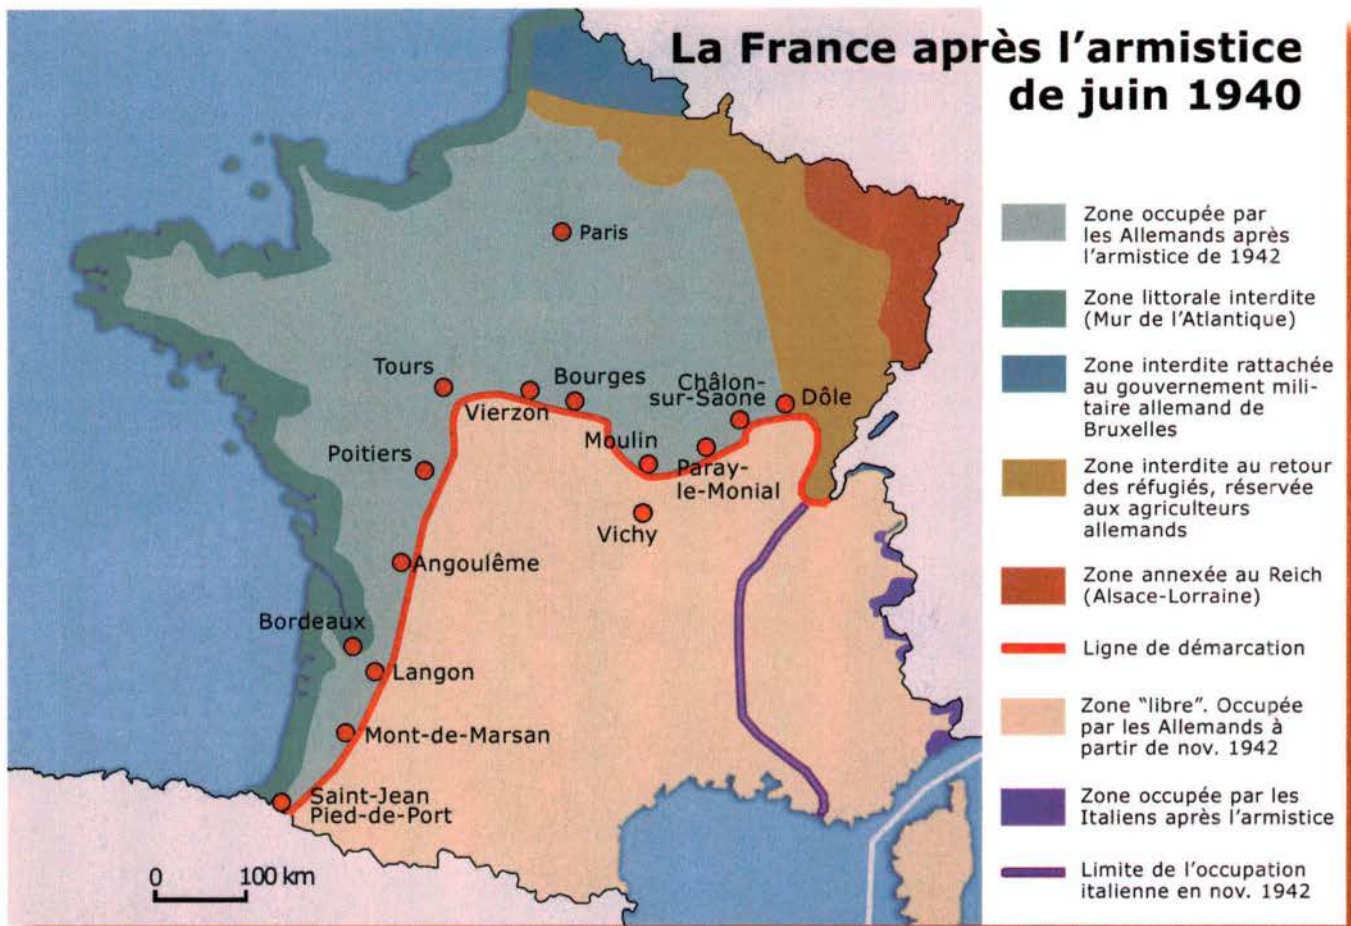 La France après l'armistice
de juin 1940
Zone occupée par
les Allemands après
l'armistice de 1942
Zone littorale interdite
(Mur de l'Atlantique)
Zone interdite rattachée
au gouvernement mili-
taire allemand de
Bruxelles
Zone interdite au retour
des réfugiés, réservée
aux agriculteurs
allemands
Zone annexée au Reich
(Alsace-Lorraine)
Ligne de démarcation
Zone "libre". Occupée
par les Allemands à
partir de nov. 1942
Zone occupée par les
Italiens après l'armistice
Limite de l'occupation
italienne en nov. 1942
Paris
Tours
Vierzon
Bourges
Châlon-
sur-Saone
Dôle
Poitiers
Moulin
Paray-
le-Monial
Vichy
Angoulême
Bordeaux
Langon
Mont-de-Marsan
Saint-Jean
Pied-de-Port
0 100 km